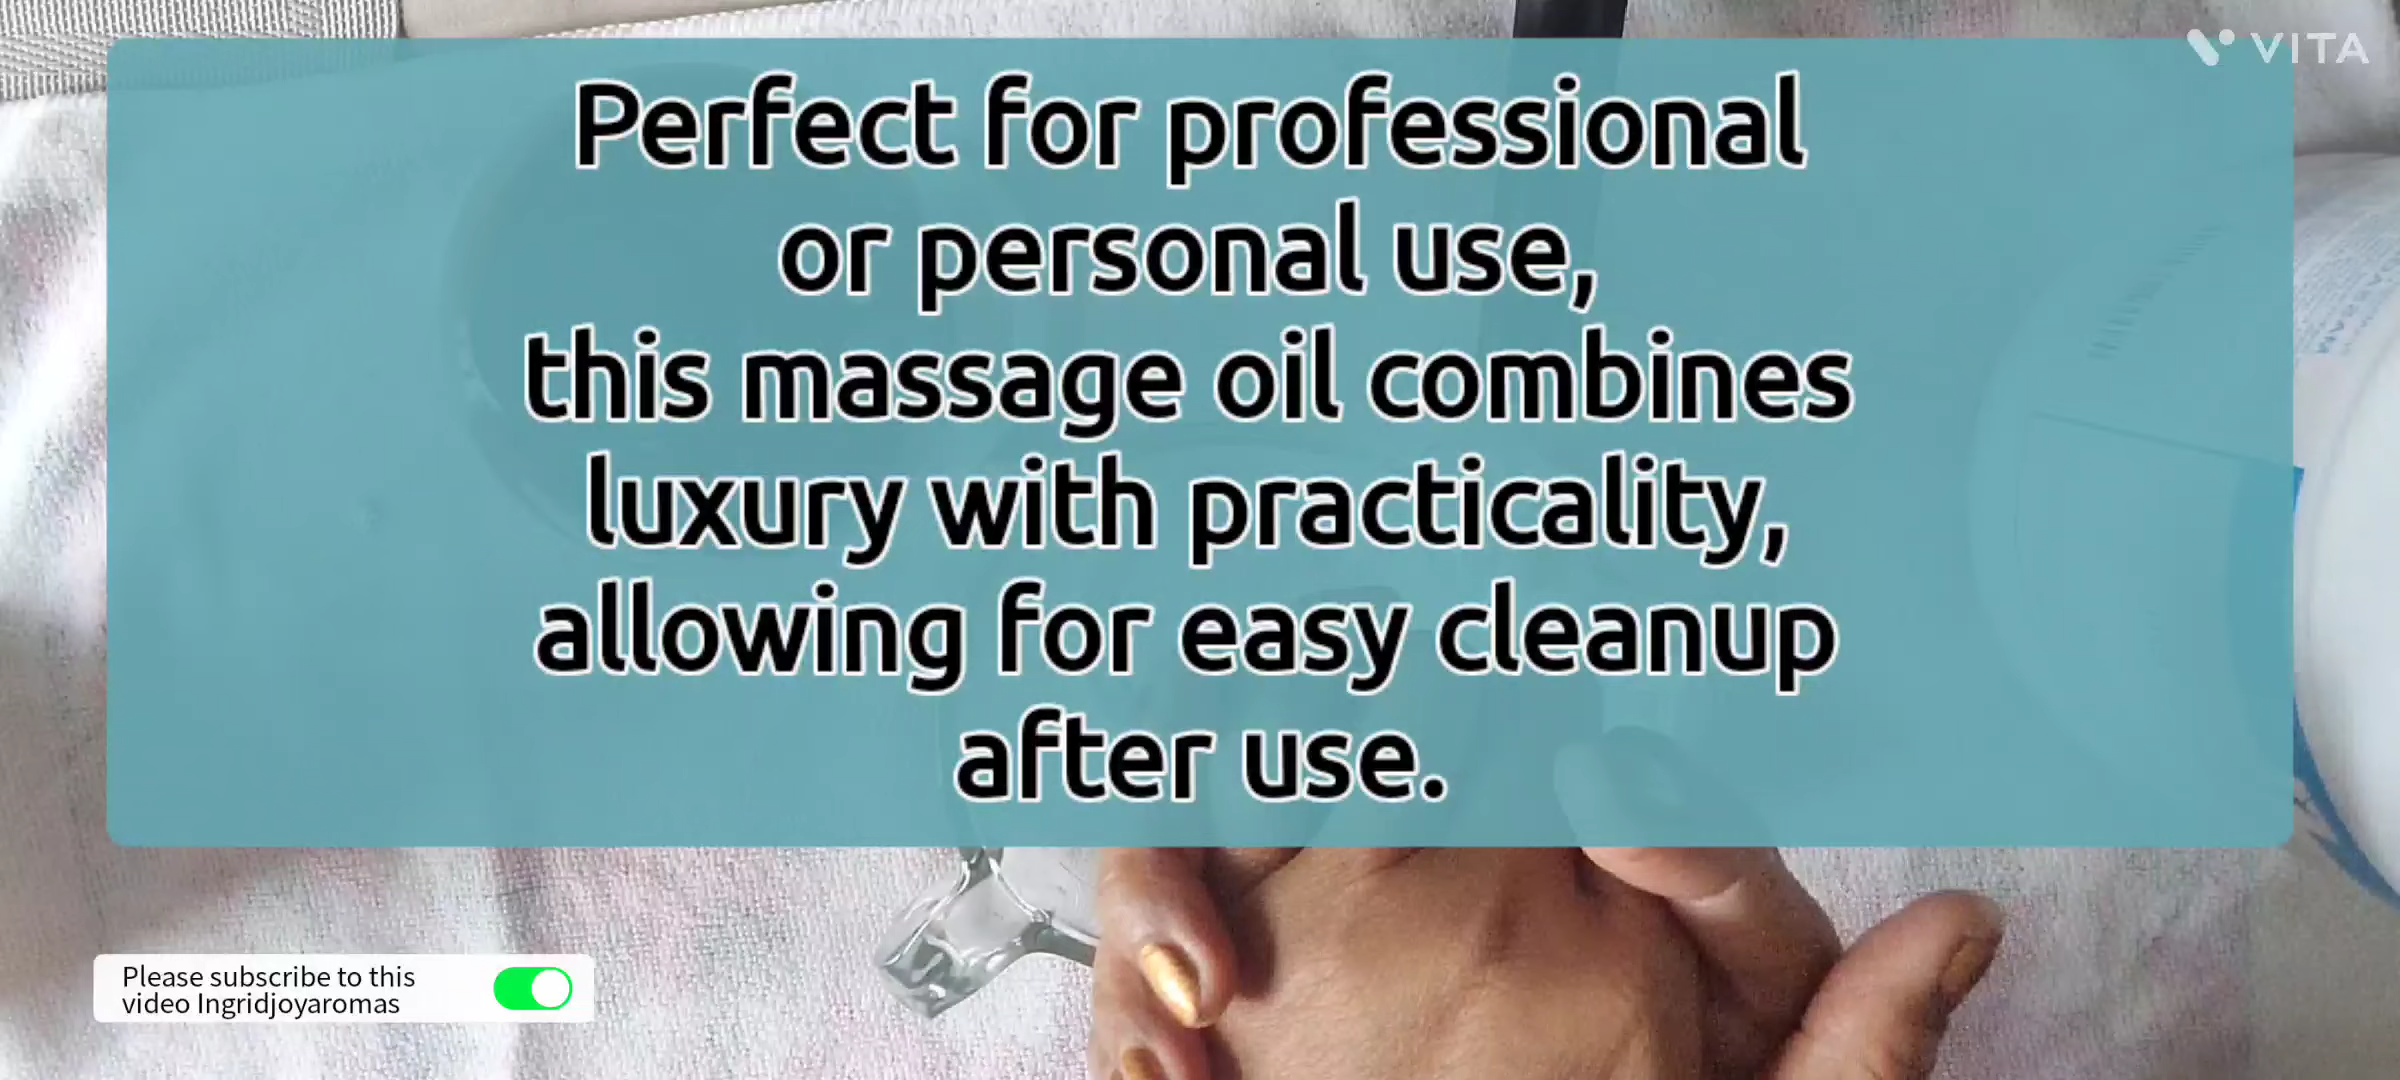 VITA
Perfect for professional
or personal use,
this massage oil combines
luxury with practicality,
allowing for easy cleanup
after use.
Please subscribe to this
video Ingridjoyaromas